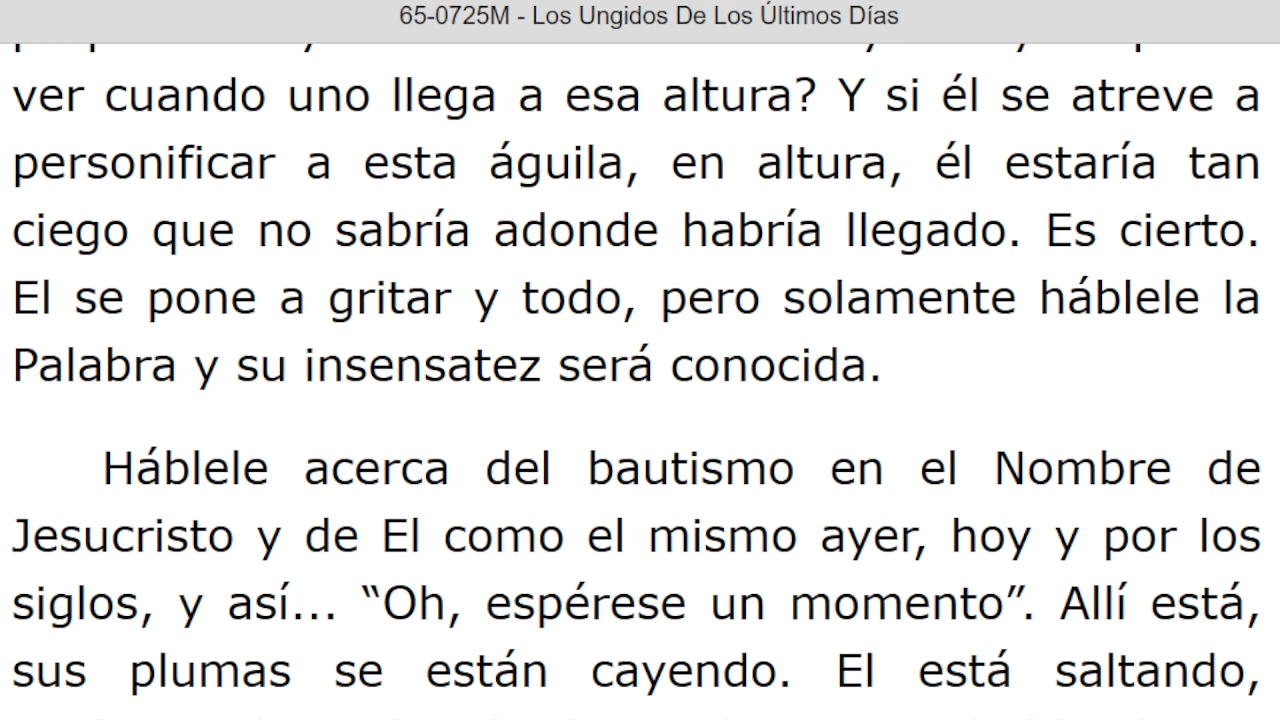 65-0725M - Los Ungidos De Los Últimos Días
ver cuando uno llega a esa altura? Y si él se atreve a
personificar a esta águila, en altura, él estaría tan
ciego que no sabría adonde habría llegado. Es cierto.
El se pone a gritar y todo, pero solamente háblele la
Palabra y su insensatez será conocida.
Háblele acerca del bautismo en el Nombre de
Jesucristo y de El como el mismo ayer, hoy y por los
siglos, y así... “Oh, espérese un momento”. Allí está,
sus plumas se están cayendo. El está saltando,